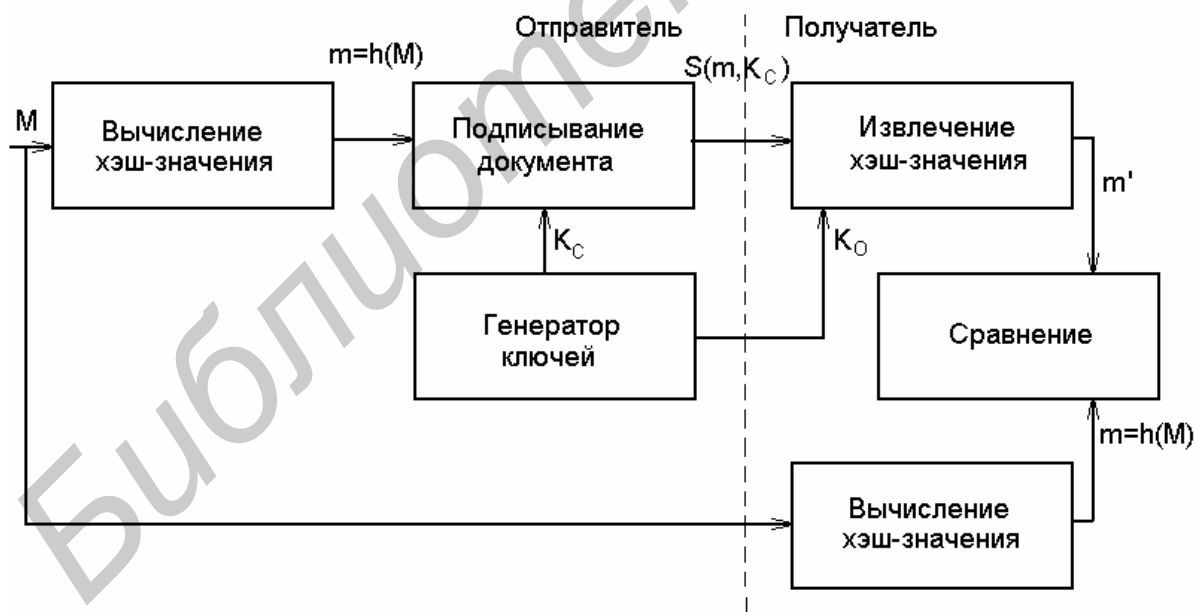 Отправитель
Получатель
m=h(M)
S(m,K_C)
M
Вычисление
хэш-значения
Подписывание
документа
Извлечение
хэш-значения
m'
K_C
K_O
Генератор
ключей
Сравнение
m=h(M)
Вычисление
хэш-значения